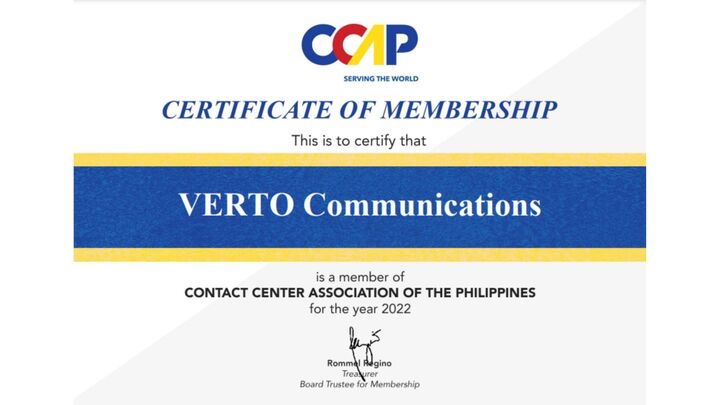 CCAP
SERVING THE WORLD
CERTIFICATE OF MEMBERSHIP
This is to certify that
VERTO Communications
is a member of
CONTACT CENTER ASSOCIATION OF THE PHILIPPINES
for the year 2022
Rommel Regino
Treasurer
Board Trustee for Membership